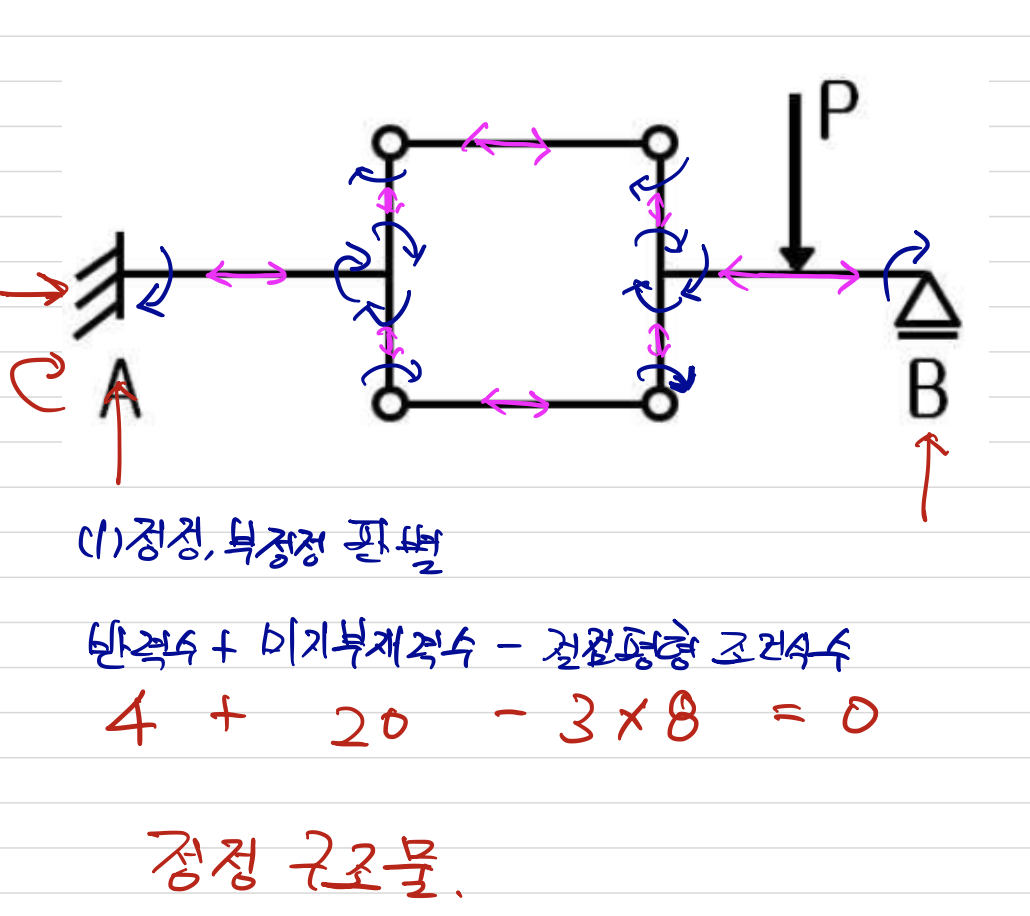 P
A
B
(1) 정정, 부정정 판별
반력수 + 미지부재력수 - 절점평형 조건식수
4 + 20 - 3×8 = 0
정정 구조물.